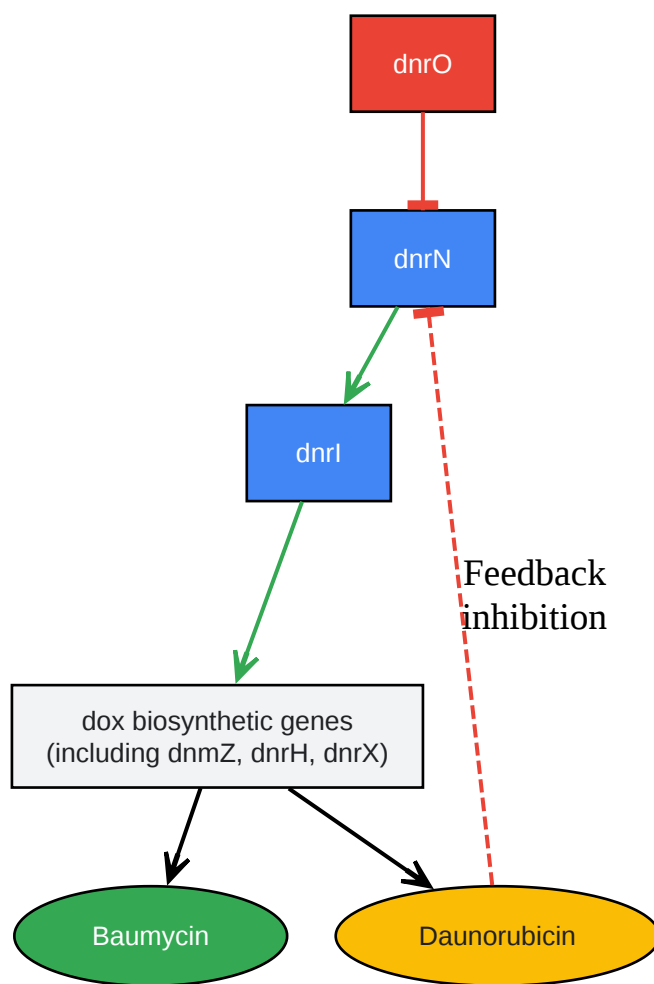 dnrO
dnrN
dnrI
Feedback
inhibition
dox biosynthetic genes
(including dnmZ, dnrH, dnrX)
Baumycin
Daunorubicin